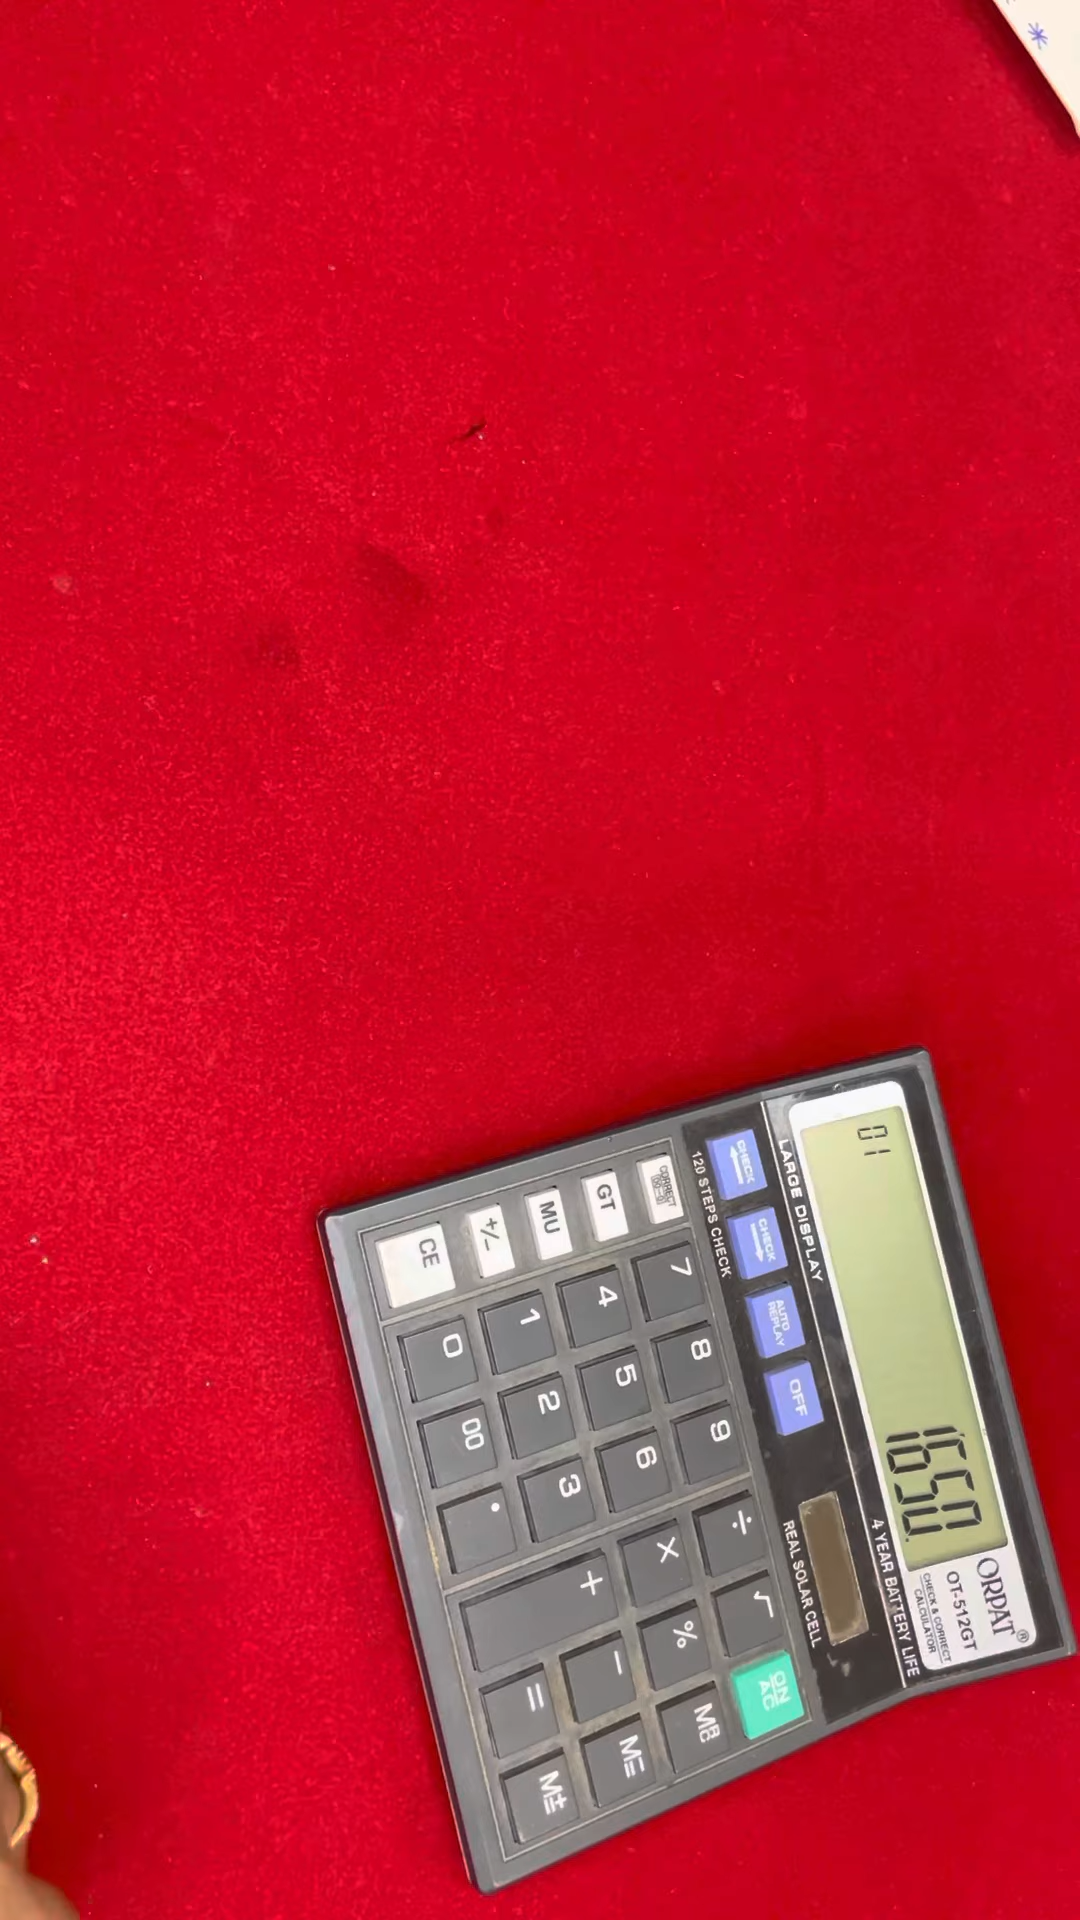 ORPAT®
OT-512GT
CHECK & CORRECT
CALCULATOR
01
1650.
LARGE DISPLAY
4 YEAR BATTERY LIFE
CHECK
CHECK
AUTO REPLAY
OFF
120 STEPS CHECK
REAL SOLAR CELL
CORRECT
7 8 9 ÷ √ ON AC
GT 4 5 6 × %
MU 1 2 3 + −
+/−
CE 0 00 . = M=